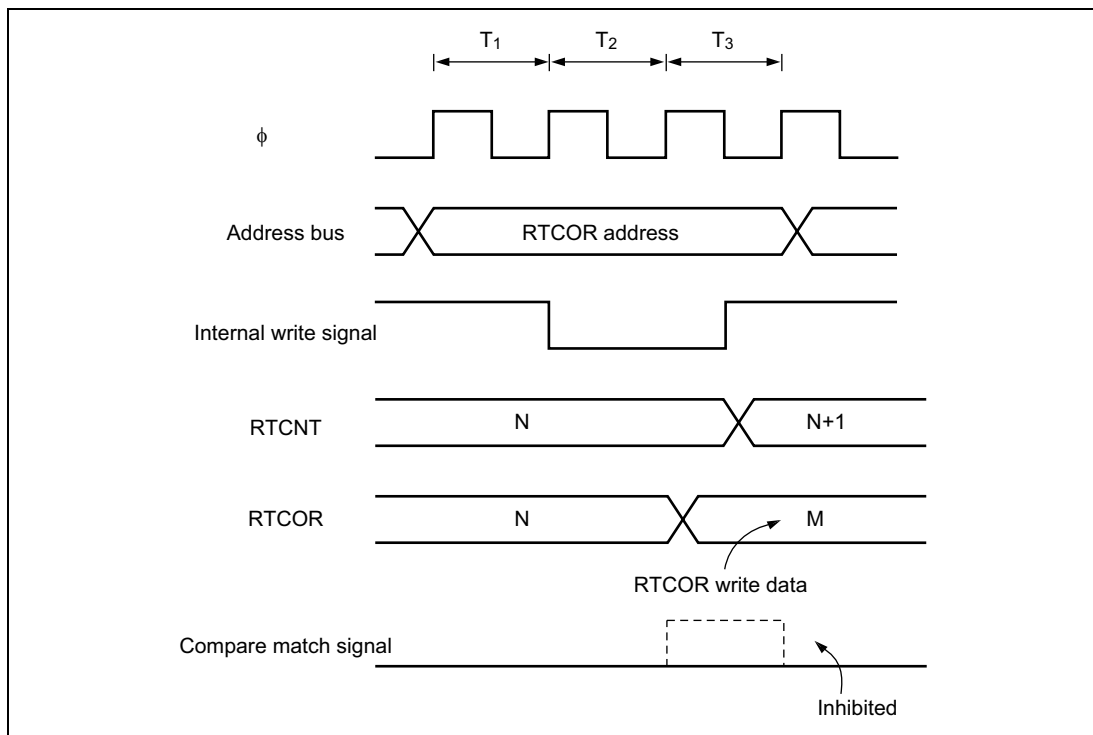 T1 T2 T3
ϕ
Address bus RTCOR address
Internal write signal
RTCNT N N+1
RTCOR N M
RTCOR write data
Compare match signal
Inhibited